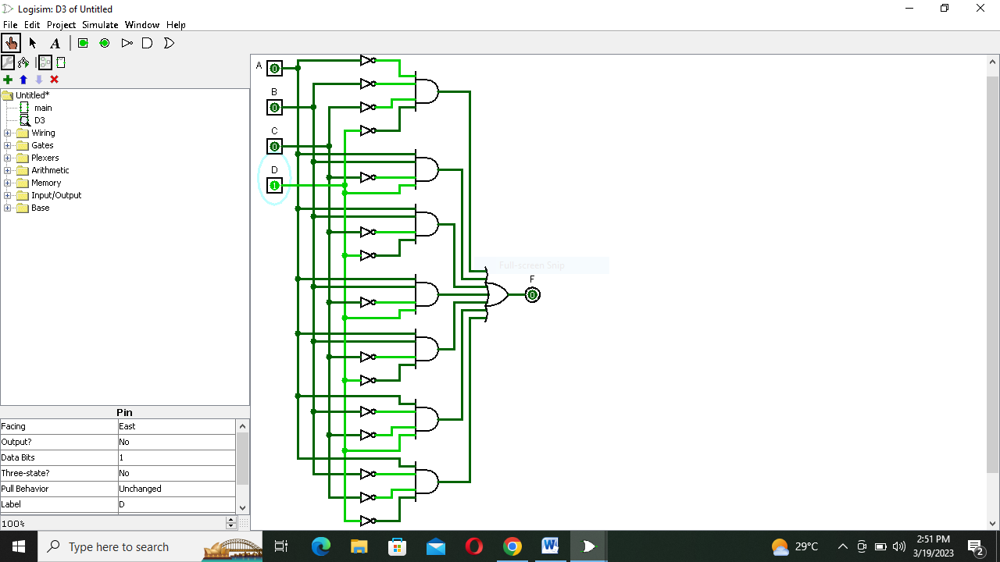 Logisim: D3 of Untitled
File Edit Project Simulate Window Help
A
Untitled*
main
D3
Wiring
Gates
Plexers
Arithmetic
Memory
Input/Output
Base
Pin
Facing East
Output? No
Data Bits 1
Three-state? No
Pull Behavior Unchanged
Label D
100%
A
0
B
0
C
0
D
1
Full-screen Snip
F
0
Type here to search
W
29°C
2:51 PM
3/19/2023
2